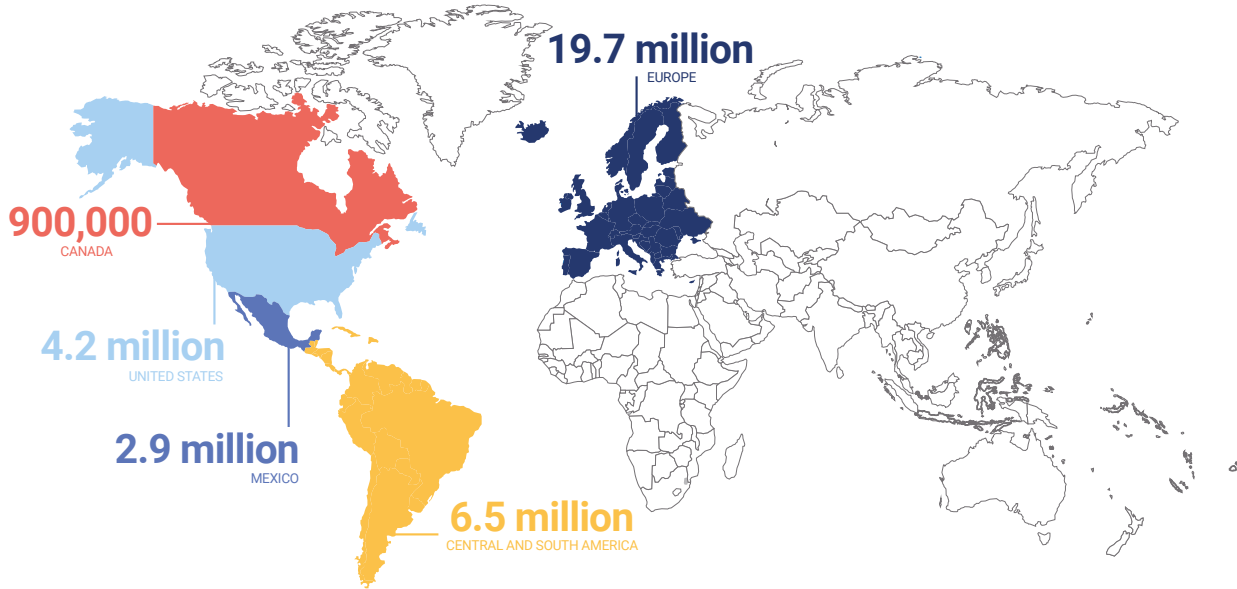 19.7 million
EUROPE
900,000
CANADA
4.2 million
UNITED STATES
2.9 million
MEXICO
6.5 million
CENTRAL AND SOUTH AMERICA